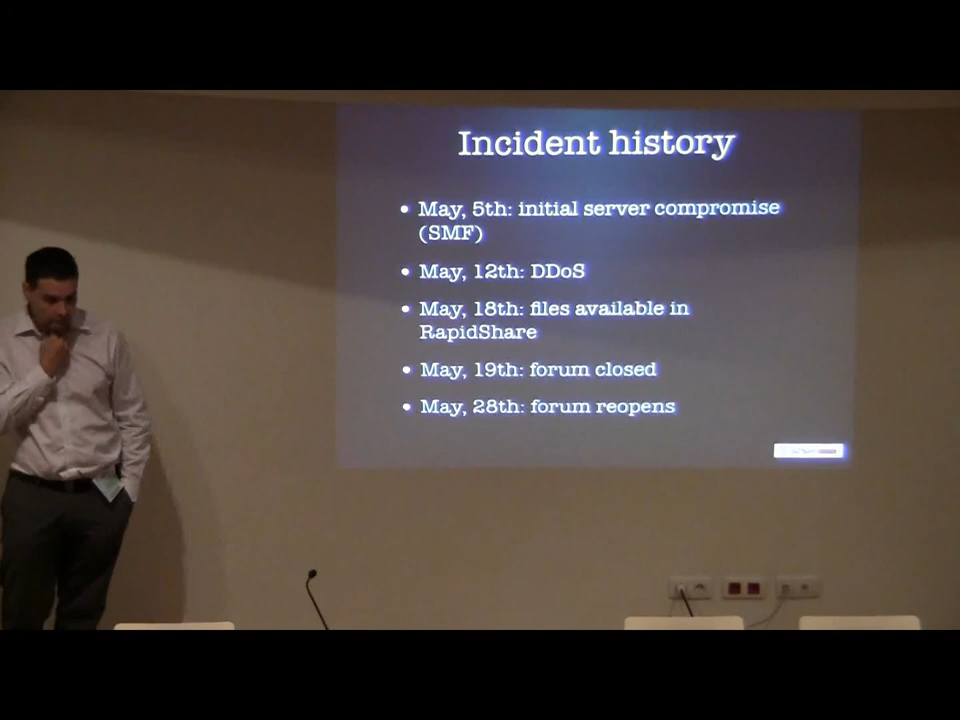 Incident history
• May, 5th: initial server compromise
(SMF)
• May, 12th: DDoS
• May, 18th: files available in
RapidShare
• May, 19th: forum closed
• May, 28th: forum reopens